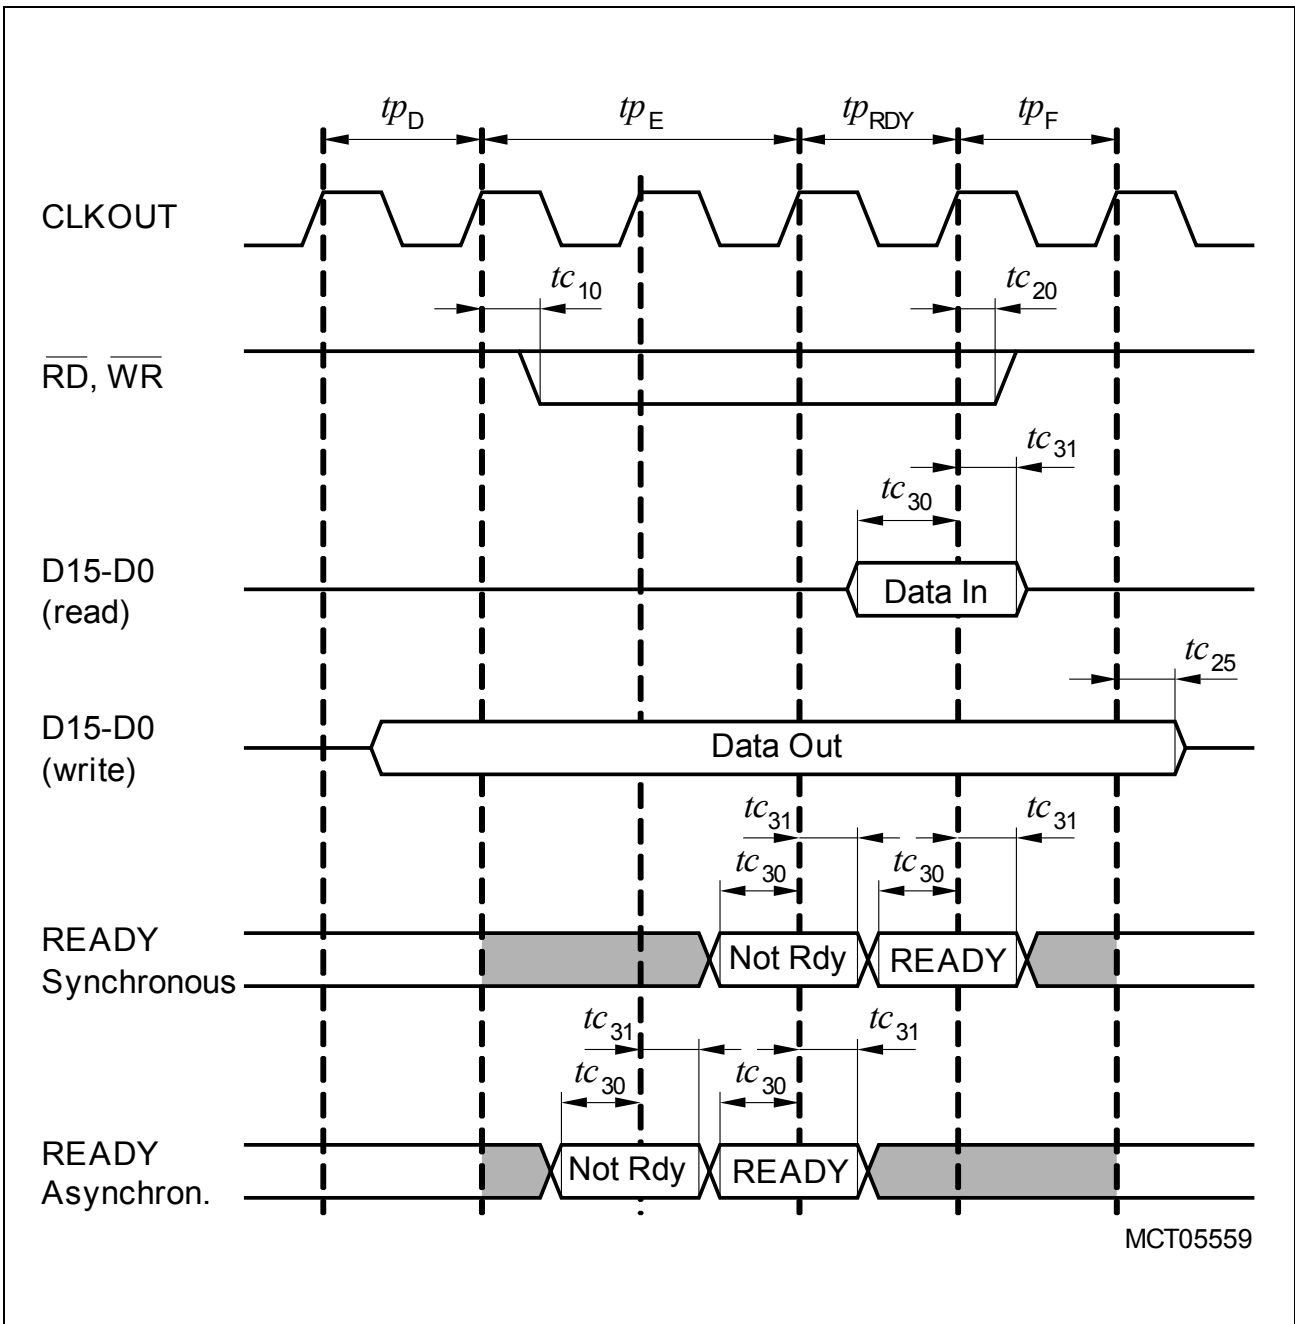 tpD tpE tpRDY tpF
CLKOUT
tc10 tc20
RD, WR
tc31
tc30
D15-D0
(read)
Data In
tc25
D15-D0
(write)
Data Out
tc31 tc31
tc30 tc30
READY
Synchronous
Not Rdy READY
tc31 tc31
tc30 tc30
READY
Asynchron.
Not Rdy READY
MCT05559